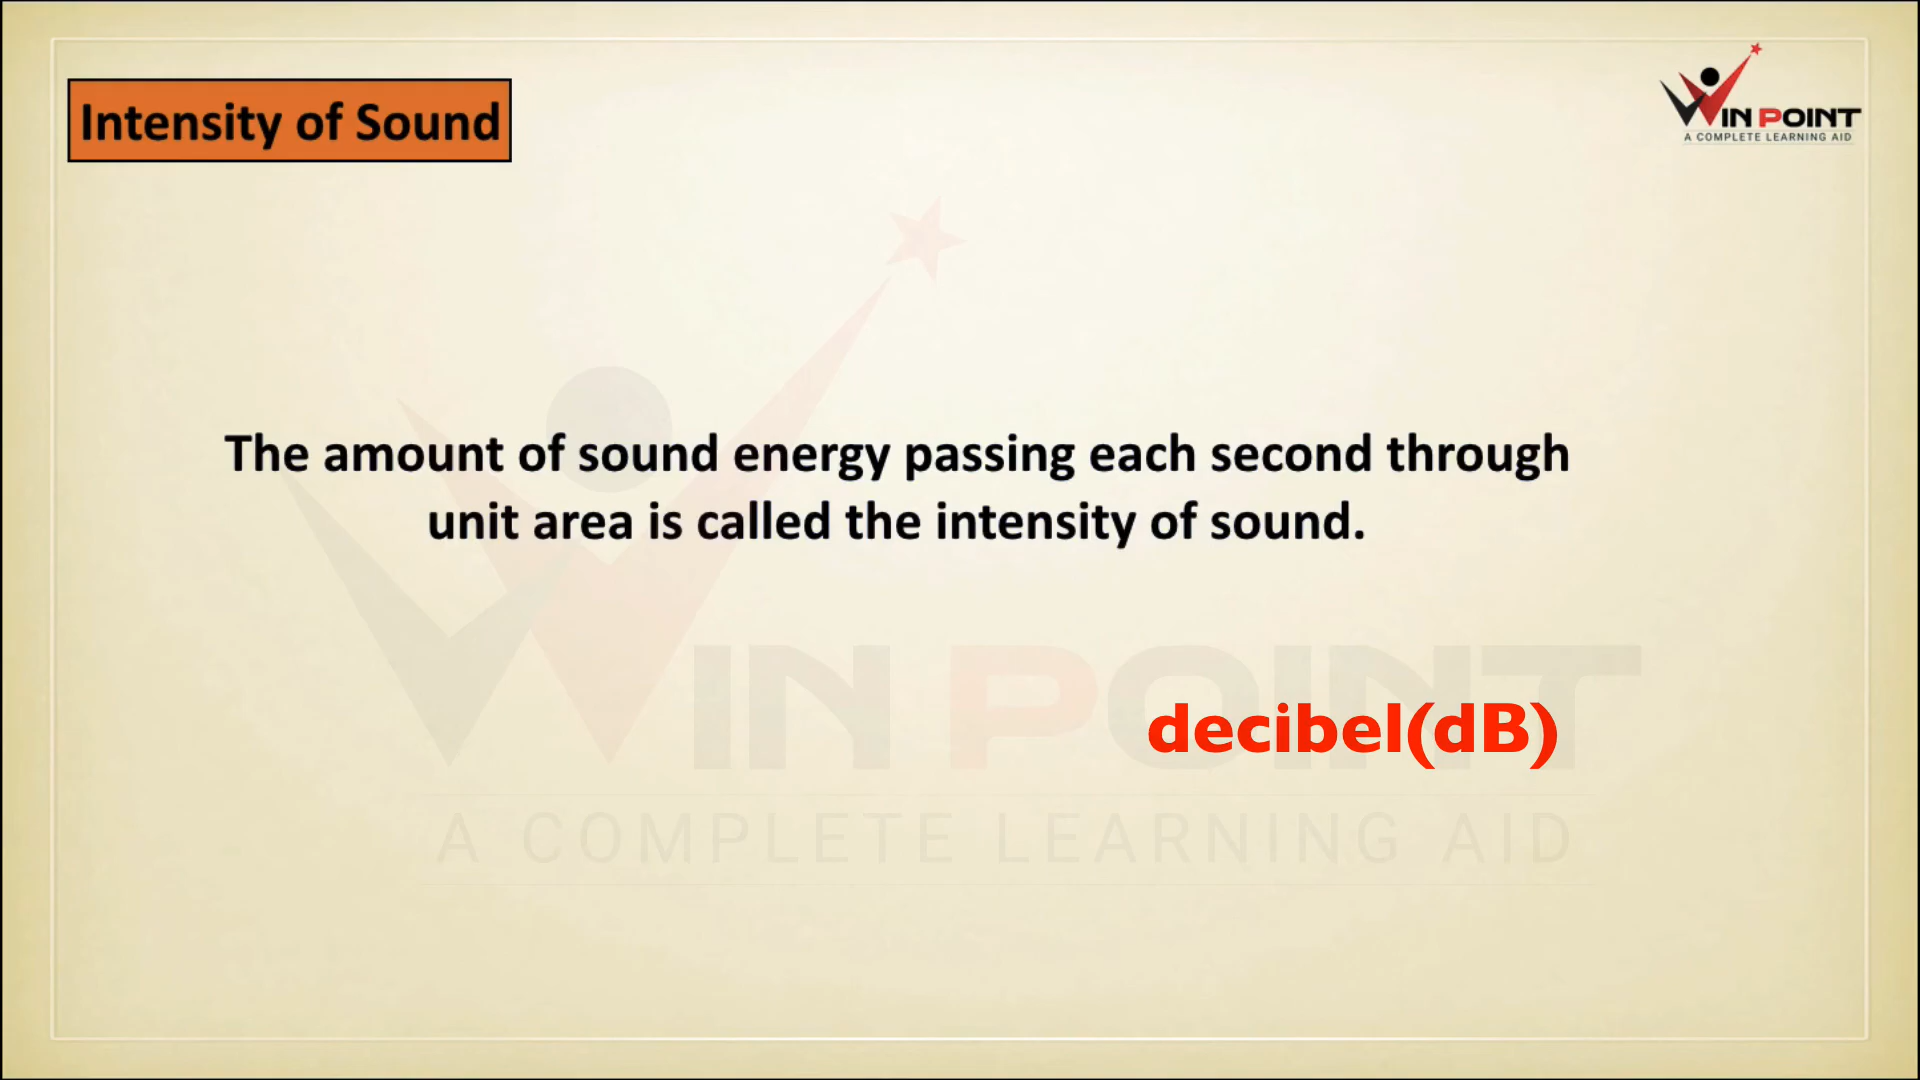 Intensity of Sound
WIN POINT
A COMPLETE LEARNING AID
The amount of sound energy passing each second through
unit area is called the intensity of sound.
WIN POINT
decibel(dB)
A COMPLETE LEARNING AID